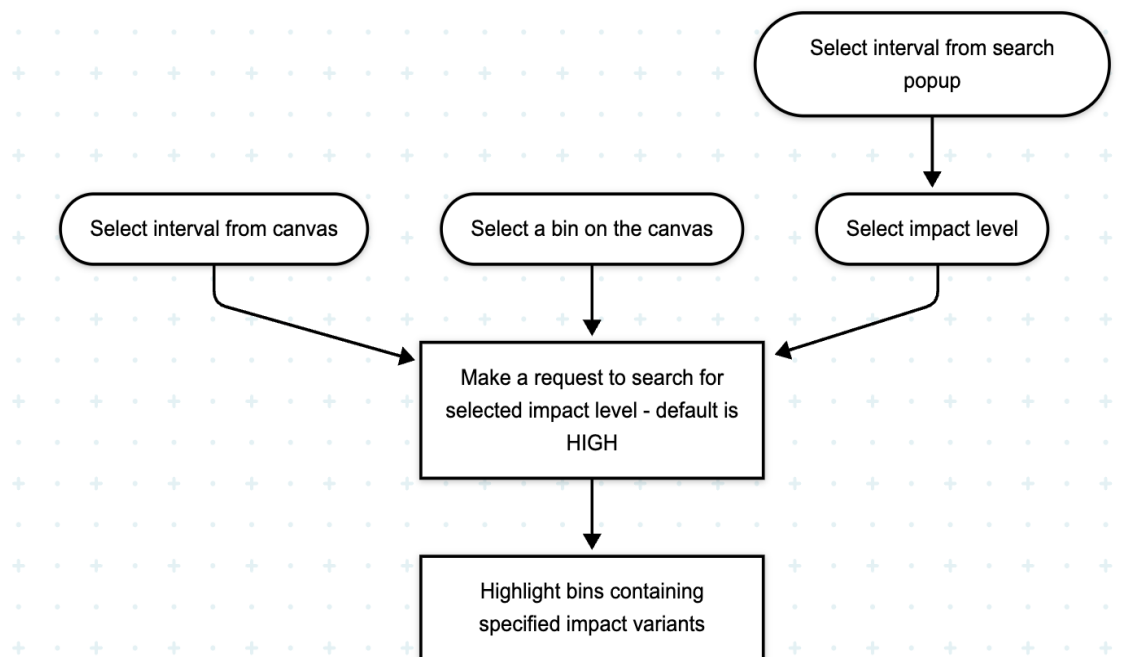 Select interval from search
popup
Select interval from canvas
Select a bin on the canvas
Select impact level
Make a request to search for
selected impact level - default is
HIGH
Highlight bins containing
specified impact variants